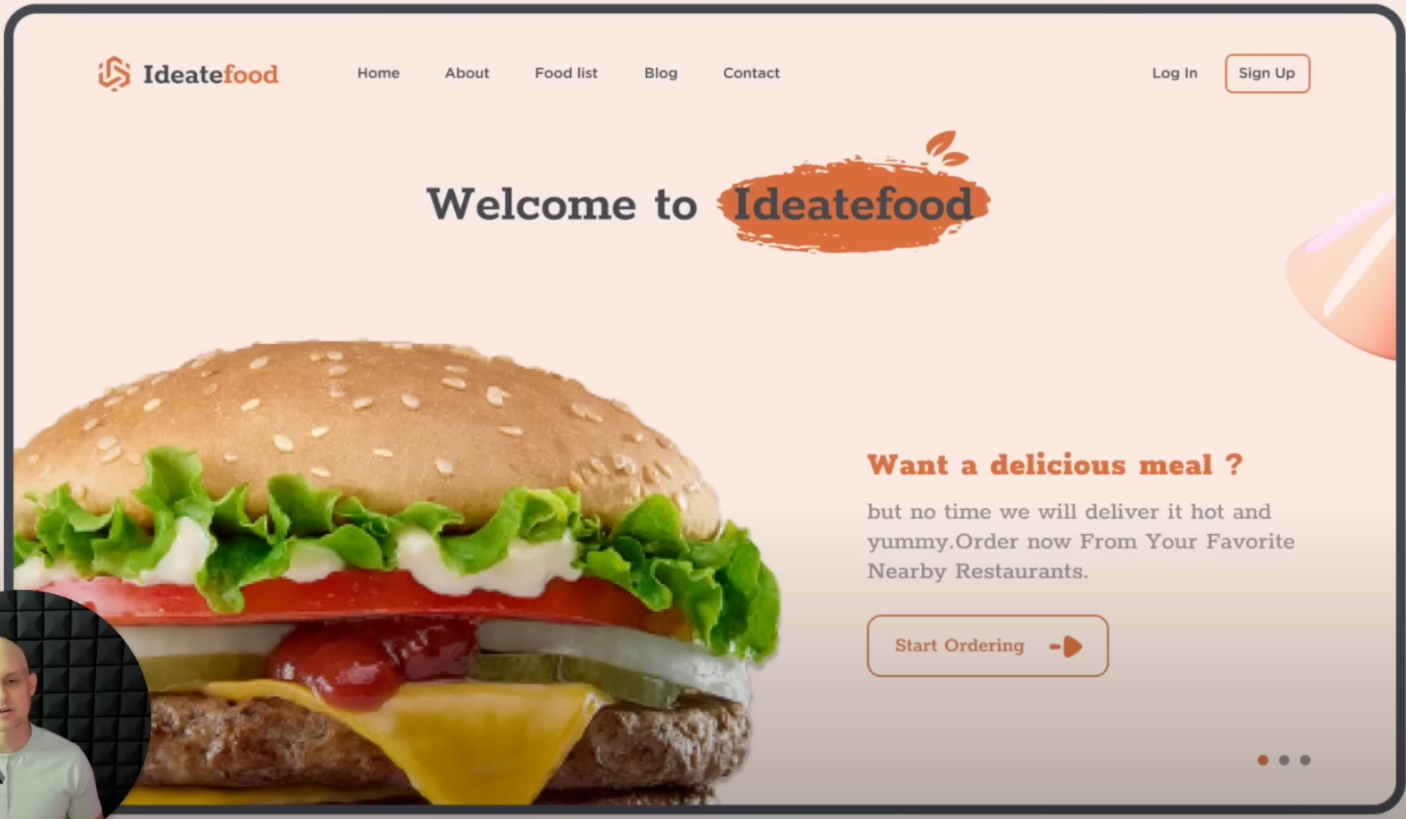 Ideatefood
Home
About
Food list
Blog
Contact
Log In
Sign Up
Welcome to Ideatefood
Want a delicious meal ?
but no time we will deliver it hot and
yummy.Order now From Your Favorite
Nearby Restaurants.
Start Ordering